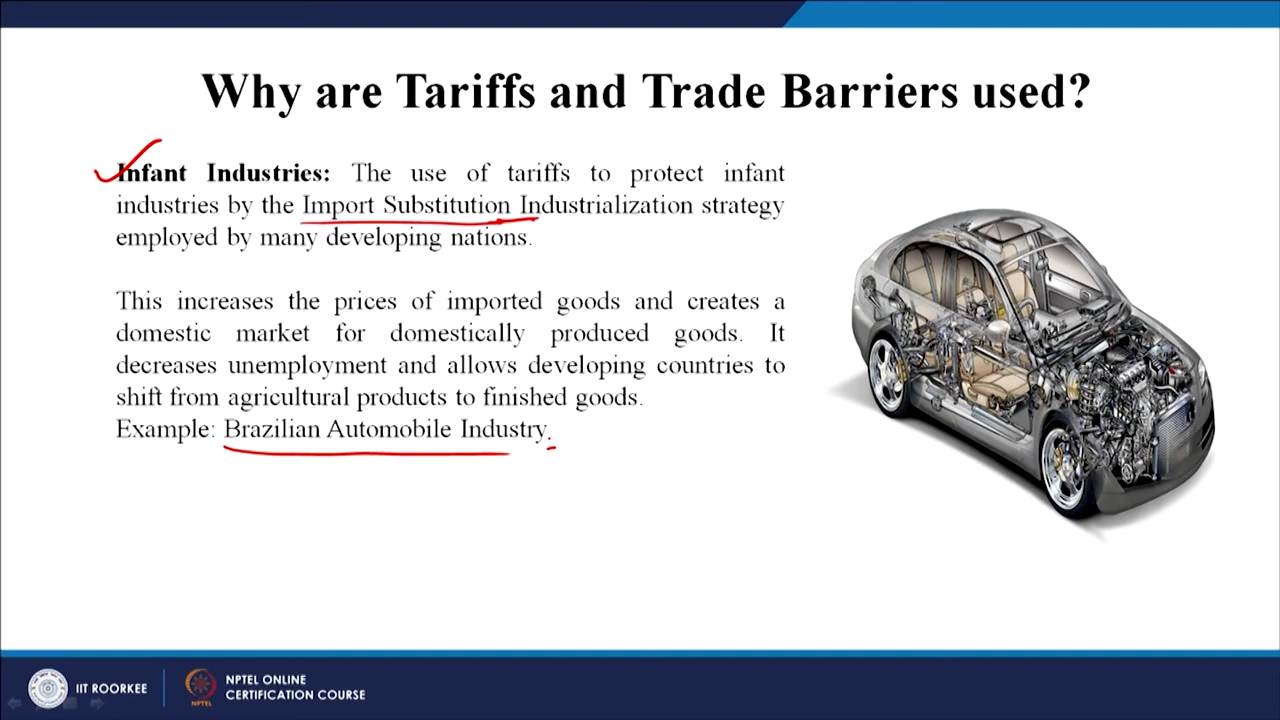 Why are Tariffs and Trade Barriers used?
Infant Industries: The use of tariffs to protect infant
industries by the Import Substitution Industrialization strategy
employed by many developing nations.
This increases the prices of imported goods and creates a
domestic market for domestically produced goods. It
decreases unemployment and allows developing countries to
shift from agricultural products to finished goods.
Example: Brazilian Automobile Industry.
IIT ROORKEE
NPTEL
NPTEL ONLINE
CERTIFICATION COURSE